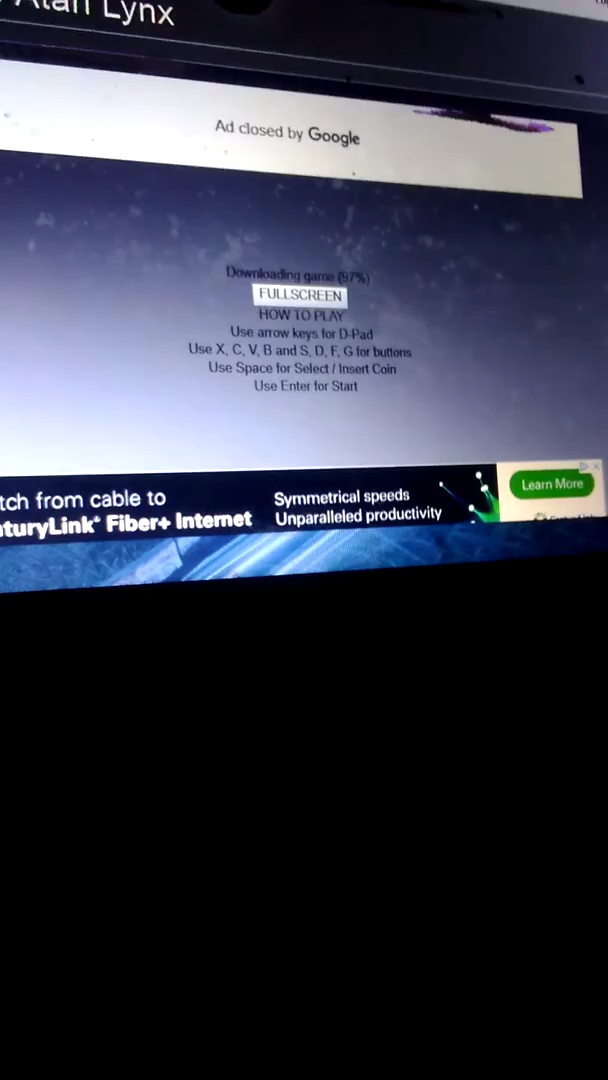 Lynx
Ad closed by Google
Downloading game (97%)
FULLSCREEN
HOW TO PLAY
Use arrow keys for D-Pad
Use X, C, V, B and S, D, F, G for buttons
Use Space for Select / Insert Coin
Use Enter for Start
tch from cable to
nturyLink® Fiber+ Internet
Symmetrical speeds
Unparalleled productivity
Learn More